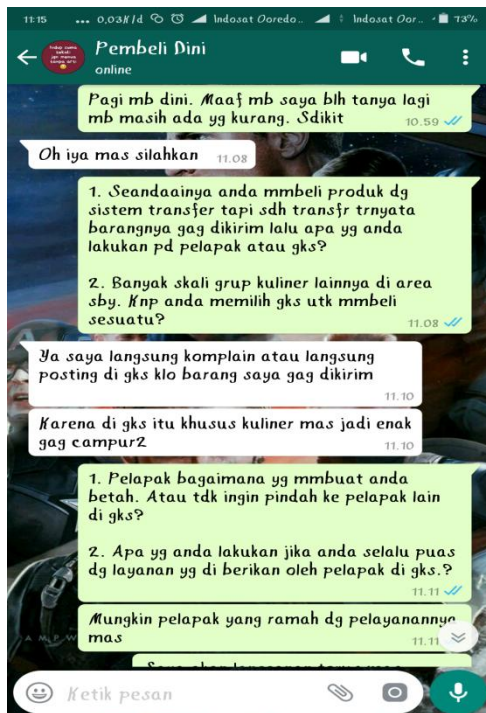 11:15 ... 0,03K/d Indosat Ooredo.. Indosat Oor.. 73%
Pembeli Dini
online
Pagi mb dini. Maaf mb saya blh tanya lagi
mb masih ada yg kurang. Sdikit
10.59
Oh iya mas silahkan
11.08
1. Seandaainya anda mmbeli produk dg
sistem transfer tapi sdh transfr trnyata
barangnya gag dikirim lalu apa yg anda
lakukan pd pelapak atau gks?
2. Banyak skali grup kuliner lainnya di area
sby. Knp anda memilih gks utk mmbeli
sesuatu?
11.08
Ya saya langsung komplain atau langsung
posting di gks klo barang saya gag dikirim
11.10
Karena di gks itu khusus kuliner mas jadi enak
gag campur2
11.10
1. Pelapak bagaimana yg mmbuat anda
betah. Atau tdk ingin pindah ke pelapak lain
di gks?
2. Apa yg anda lakukan jika anda selalu puas
dg layanan yg di berikan oleh pelapak di gks.?
11.11
Mungkin pelapak yang ramah dg pelayanannya
mas
11.11
Ketik pesan